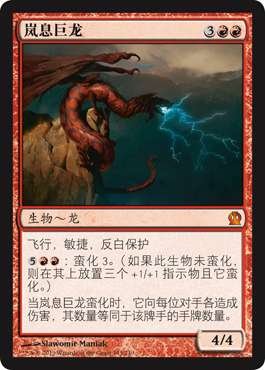 岚息巨龙 3
生物～龙
飞行，敏捷，反白保护
5：蛮化 3。（如果此生物未蛮化，
则在其上放置三个 +1/+1 指示物且它蛮
化。）
当岚息巨龙蛮化时，它向每位对手各造成
伤害，其数量等同于该牌手的手牌数量。
Slawomir Maniak
4/4